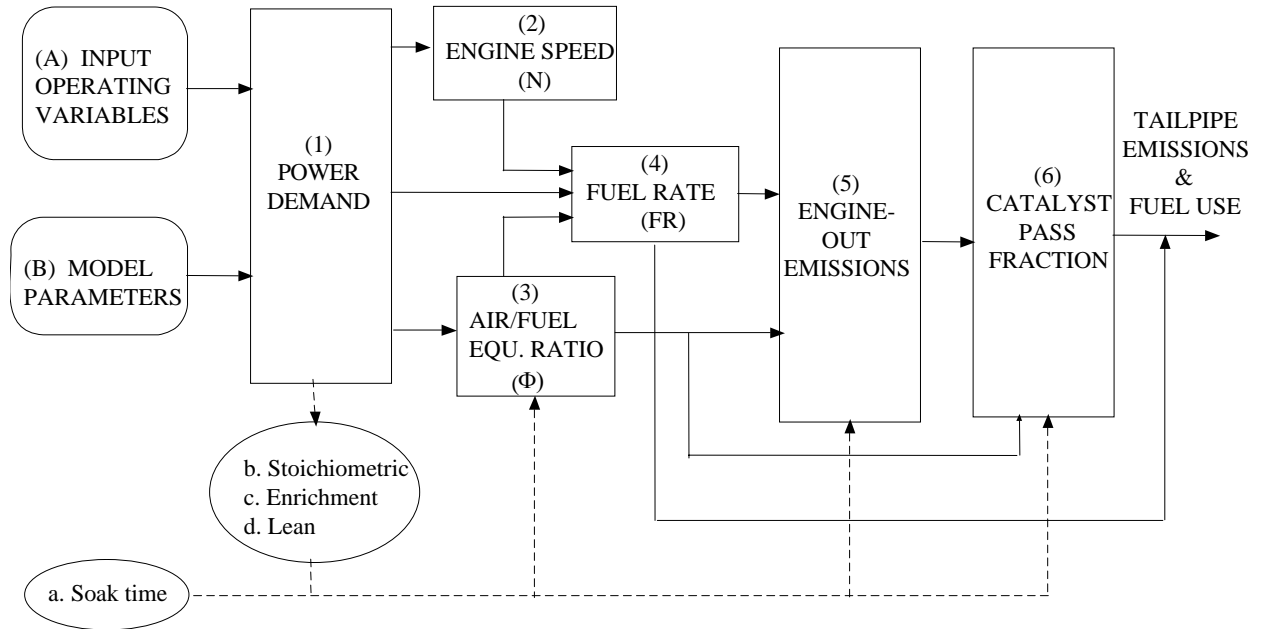 (A) INPUT
OPERATING
VARIABLES
(B) MODEL
PARAMETERS
(1)
POWER
DEMAND
(2)
ENGINE SPEED
(N)
(3)
AIR/FUEL
EQU. RATIO
(Φ)
(4)
FUEL RATE
(FR)
(5)
ENGINE-
OUT
EMISSIONS
(6)
CATALYST
PASS
FRACTION
TAILPIPE
EMISSIONS
&
FUEL USE
b. Stoichiometric
c. Enrichment
d. Lean
a. Soak time